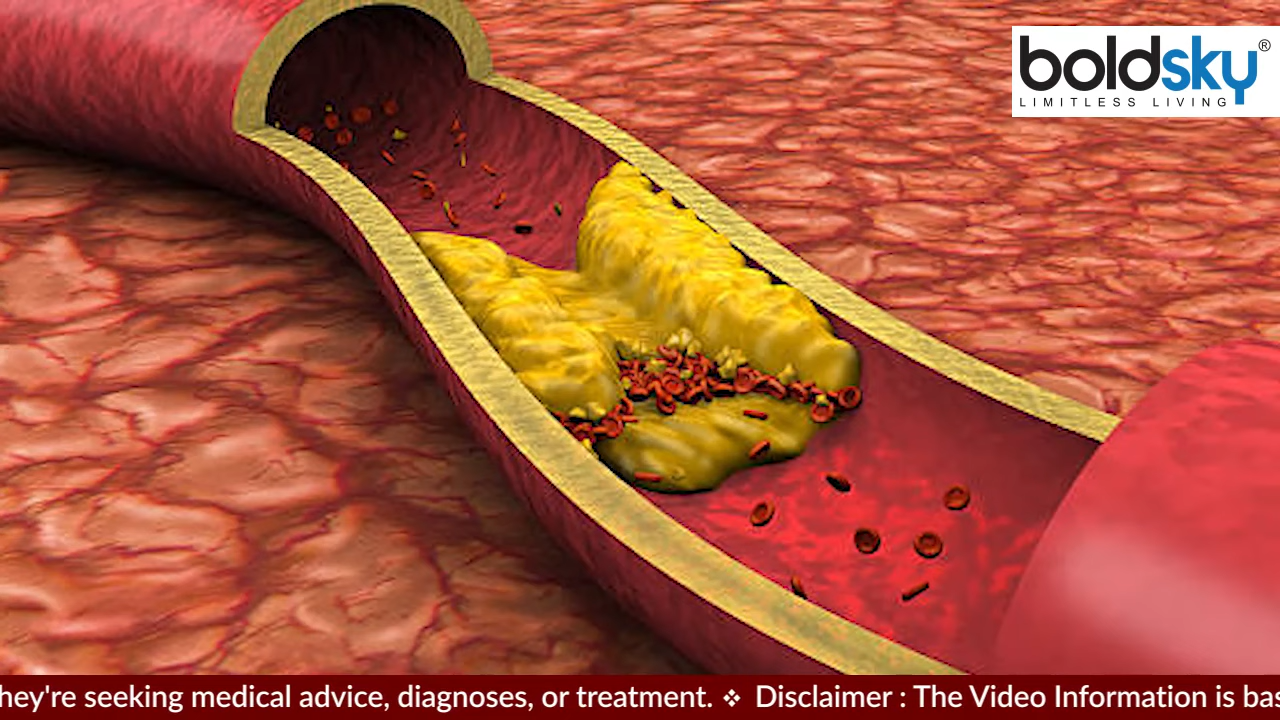 boldsky®
LIMITLESS LIVING
hey're seeking medical advice, diagnoses, or treatment. ❖ Disclaimer : The Video Information is bas